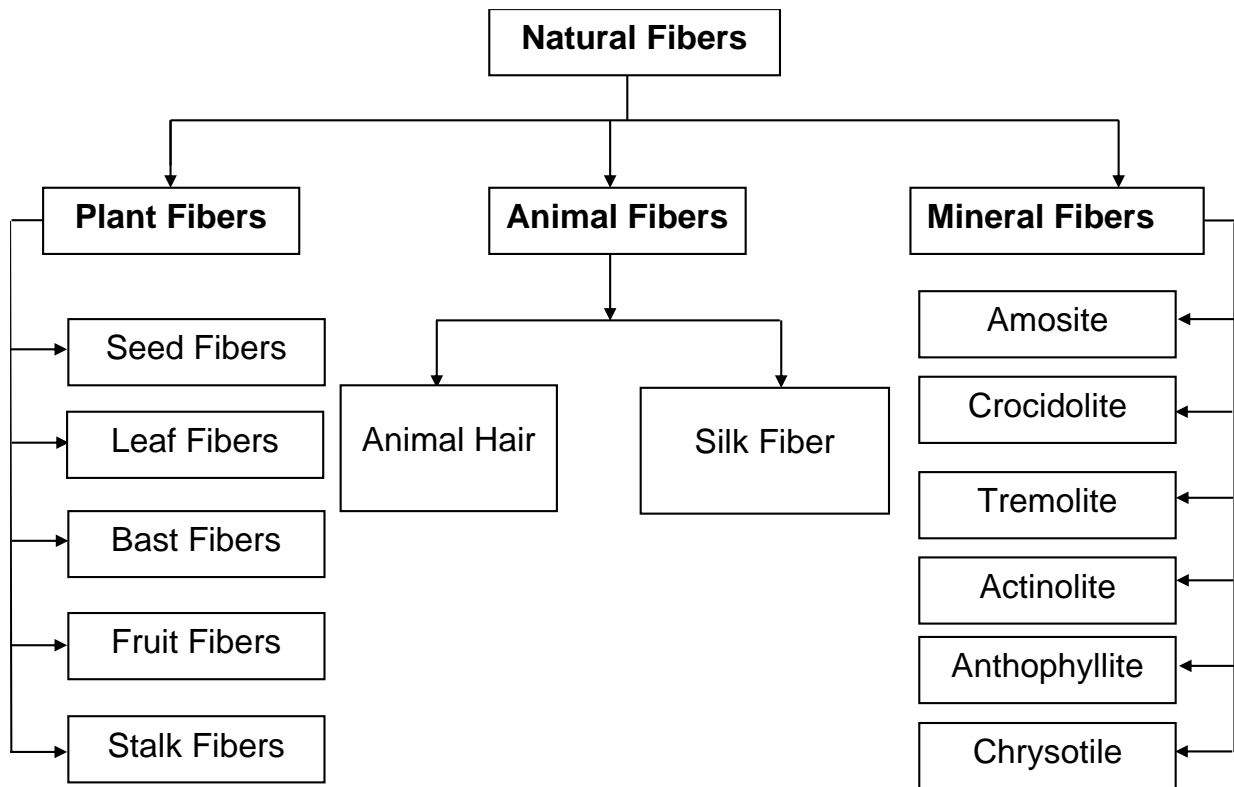 Natural Fibers
Plant Fibers
Animal Fibers
Mineral Fibers
Seed Fibers
Leaf Fibers
Bast Fibers
Fruit Fibers
Stalk Fibers
Animal Hair
Silk Fiber
Amosite
Crocidolite
Tremolite
Actinolite
Anthophyllite
Chrysotile